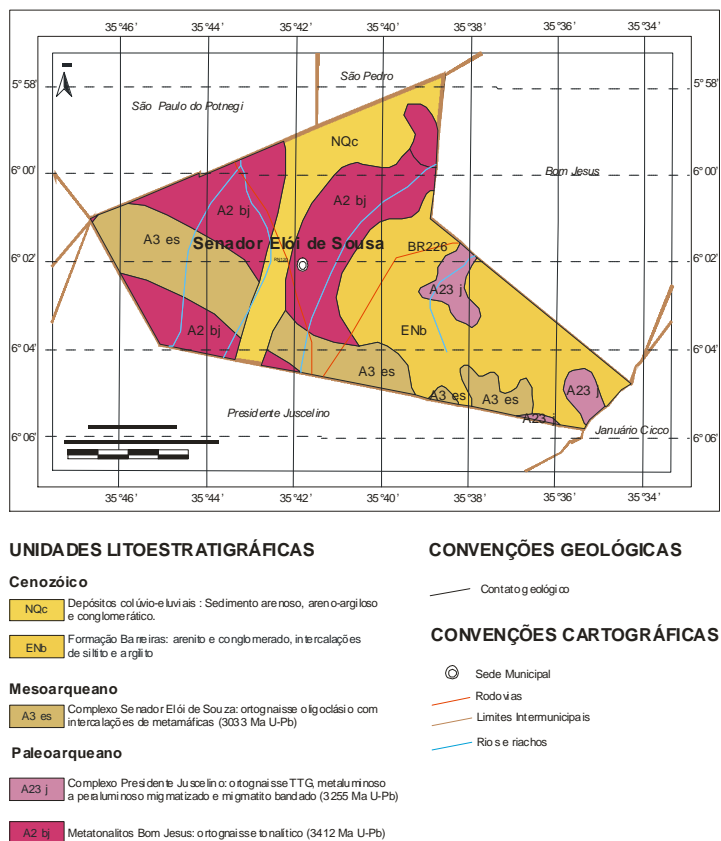 35°46' 35°44' 35°42' 35°40' 35°38' 35°36' 35°34'
5°58' 5°58'
São Pedro
São Paulo do Potnegi
NQc
6°00' 6°00'
Bom Jesus
A2 bj A2 bj
A3 es
Senador Elói de Sousa
BR226
6°02' 6°02'
A23 j
A2 bj
ENb
6°04' 6°04'
A3 es
A3 es
A3 es
A23 j
A23 j
Presidente Juscelino
Januário Cicco
6°06' 6°06'
35°46' 35°44' 35°42' 35°40' 35°38' 35°36' 35°34'
UNIDADES LITOESTRATIGRÁFICAS
Cenozóico
NQc Depósitos colúvio-eluviais : Sedimento arenoso, areno-argiloso
e conglomerático.
ENb Formação Barreiras: arenito e conglomerado, intercalações
de siltito e argilito
Mesoarqueano
A3 es Complexo Senador Elói de Souza: ortognaisse oligoclásio com
intercalações de metamáficas (3033 Ma U-Pb)
Paleoarqueano
A23 j Complexo Presidente Juscelino: ortognaisse TTG, metaluminoso
a peraluminoso migmatizado e migmatito bandado (3255 Ma U-Pb)
A2 bj Metatonalitos Bom Jesus: ortognaisse tonalítico (3412 Ma U-Pb)
CONVENÇÕES GEOLÓGICAS
Contato geológico
CONVENÇÕES CARTOGRÁFICAS
Sede Municipal
Rodovias
Limites Intermunicipais
Rios e riachos